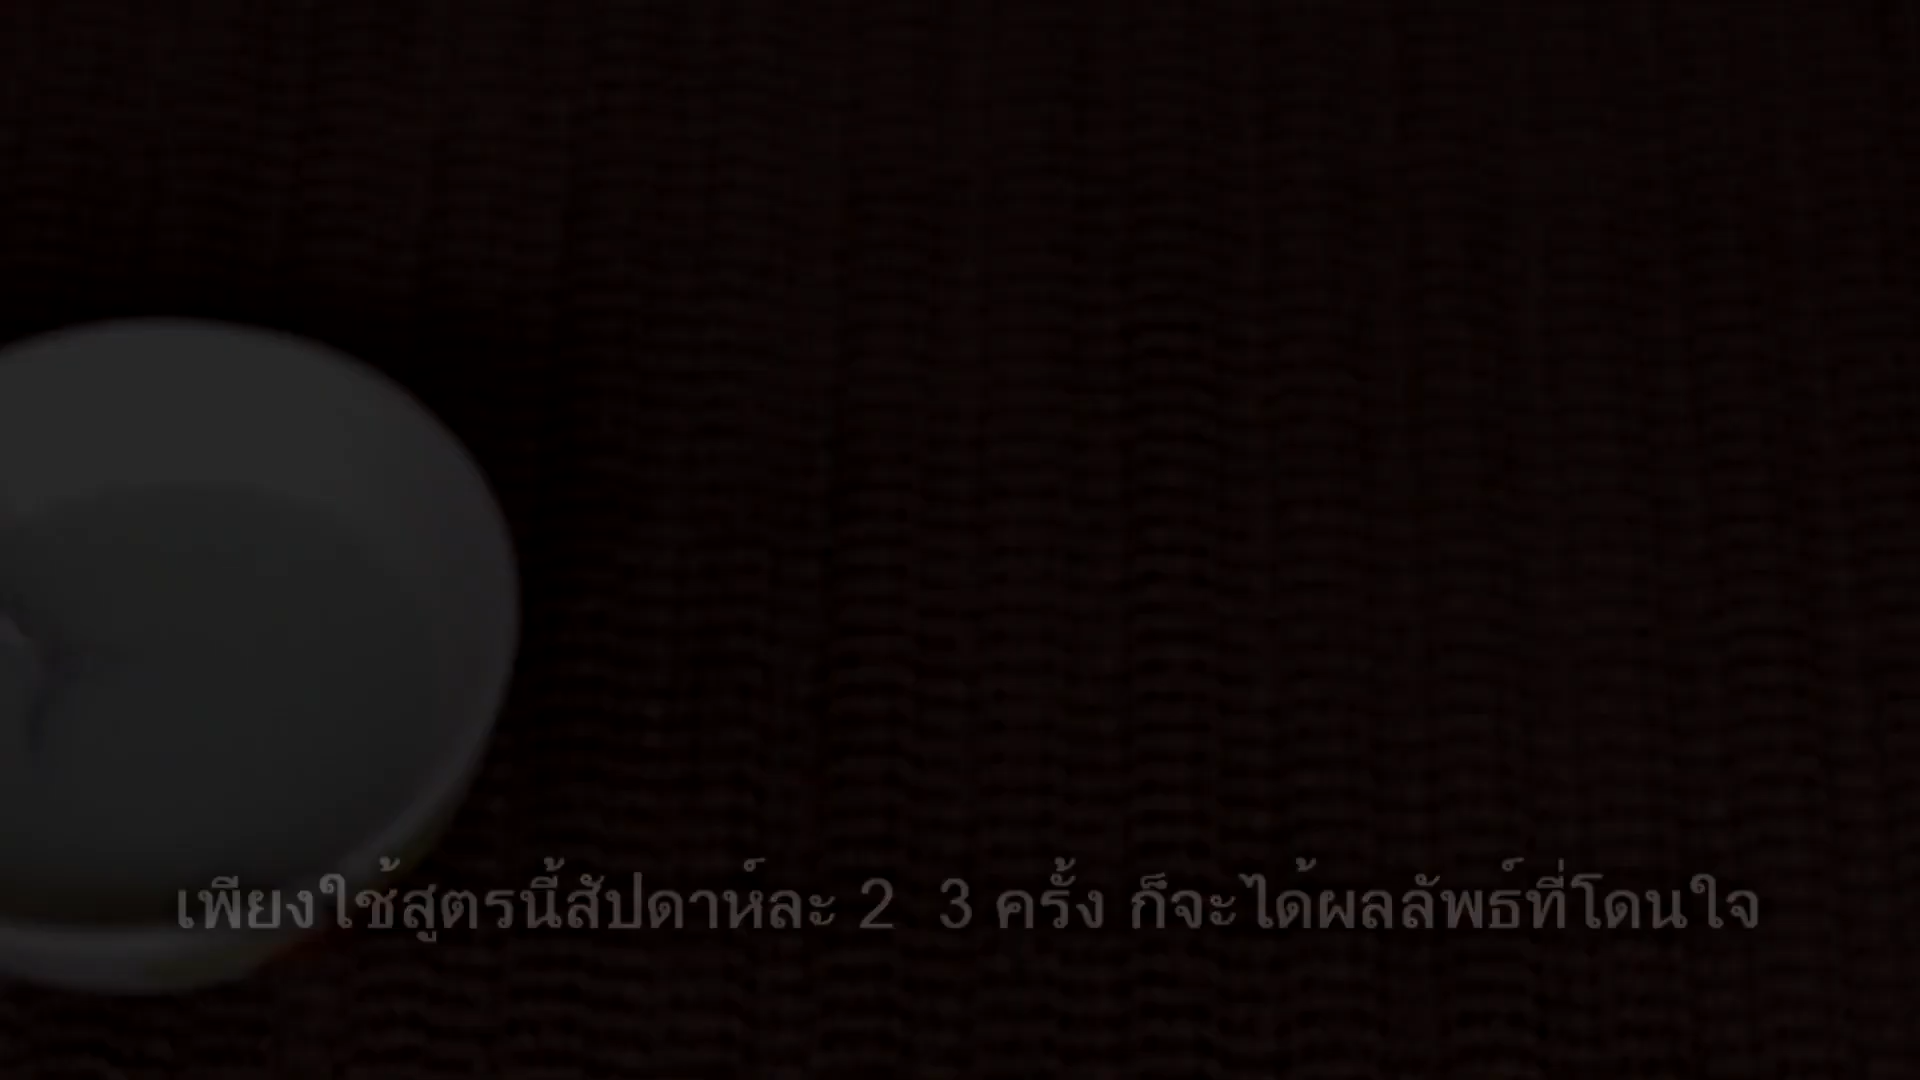 เพียงใช้สูตรนี้สัปดาห์ละ 2 3 ครั้ง ก็จะได้ผลลัพธ์ที่โดนใจ